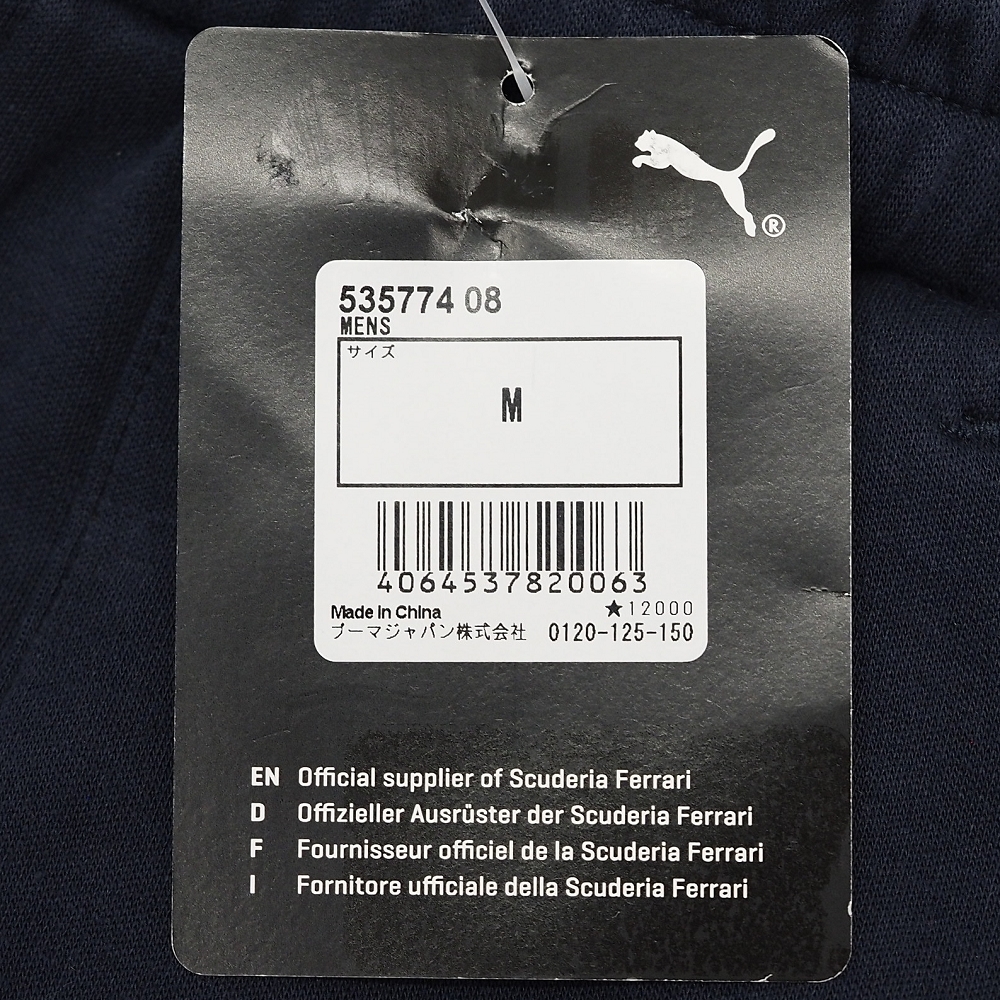 ®
535774 08
MENS
サイズ
M
4064537820063
Made in China ★12000
プーマジャパン株式会社 0120-125-150
EN Official supplier of Scuderia Ferrari
D Offizieller Ausrüster der Scuderia Ferrari
F Fournisseur officiel de la Scuderia Ferrari
I Fornitore ufficiale della Scuderia Ferrari